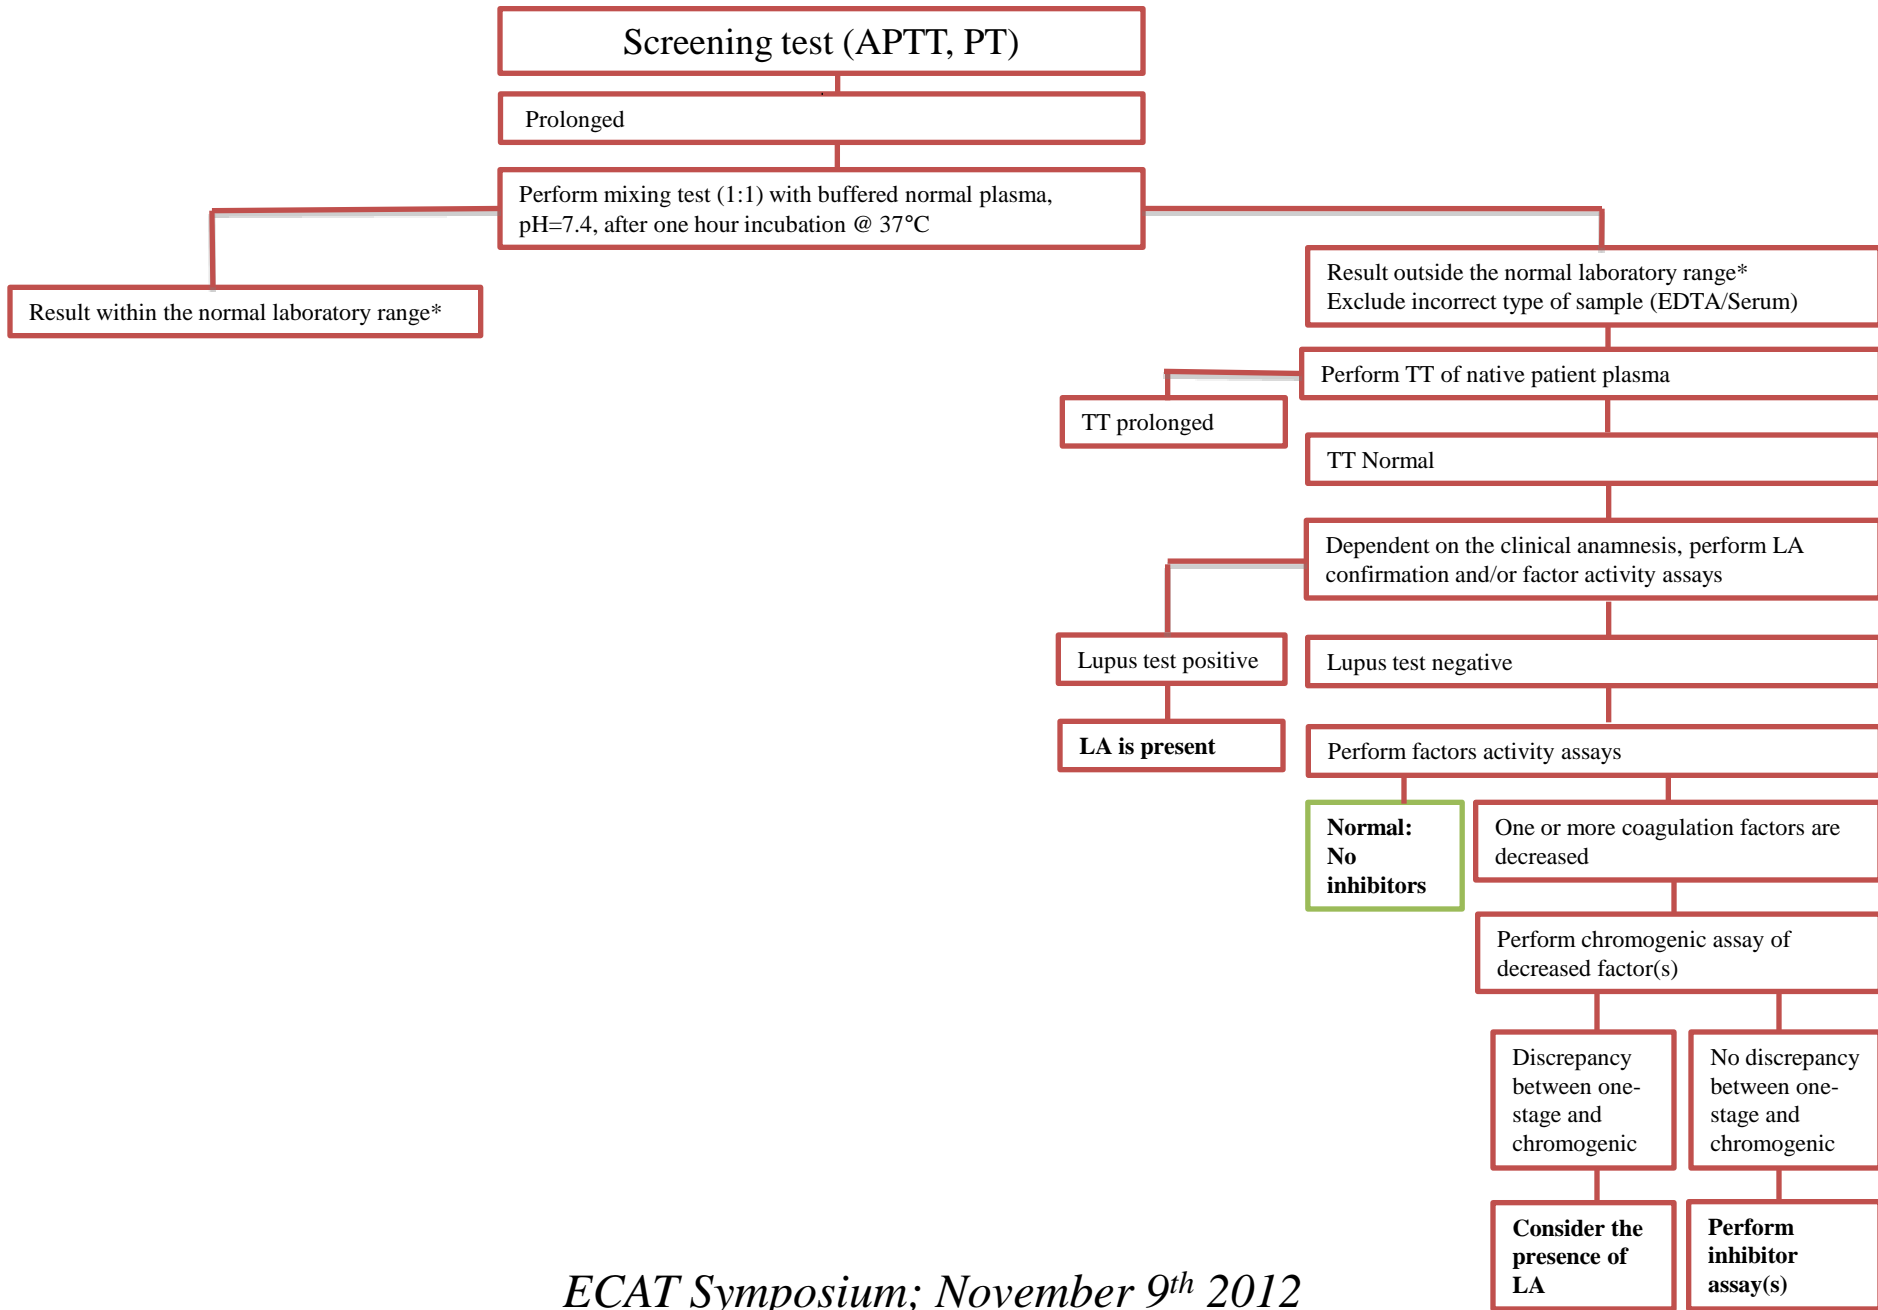 Screening test (APTT, PT)
Prolonged
Perform mixing test (1:1) with buffered normal plasma,
pH=7.4, after one hour incubation @ 37°C
Result within the normal laboratory range*
Result outside the normal laboratory range*
Exclude incorrect type of sample (EDTA/Serum)
Perform TT of native patient plasma
TT prolonged
TT Normal
Dependent on the clinical anamnesis, perform LA
confirmation and/or factor activity assays
Lupus test positive
Lupus test negative
LA is present
Perform factors activity assays
Normal:
No
inhibitors
One or more coagulation factors are
decreased
Perform chromogenic assay of
decreased factor(s)
Discrepancy
between one-
stage and
chromogenic
No discrepancy
between one-
stage and
chromogenic
Consider the
presence of
LA
Perform
inhibitor
assay(s)
ECAT Symposium; November 9th 2012